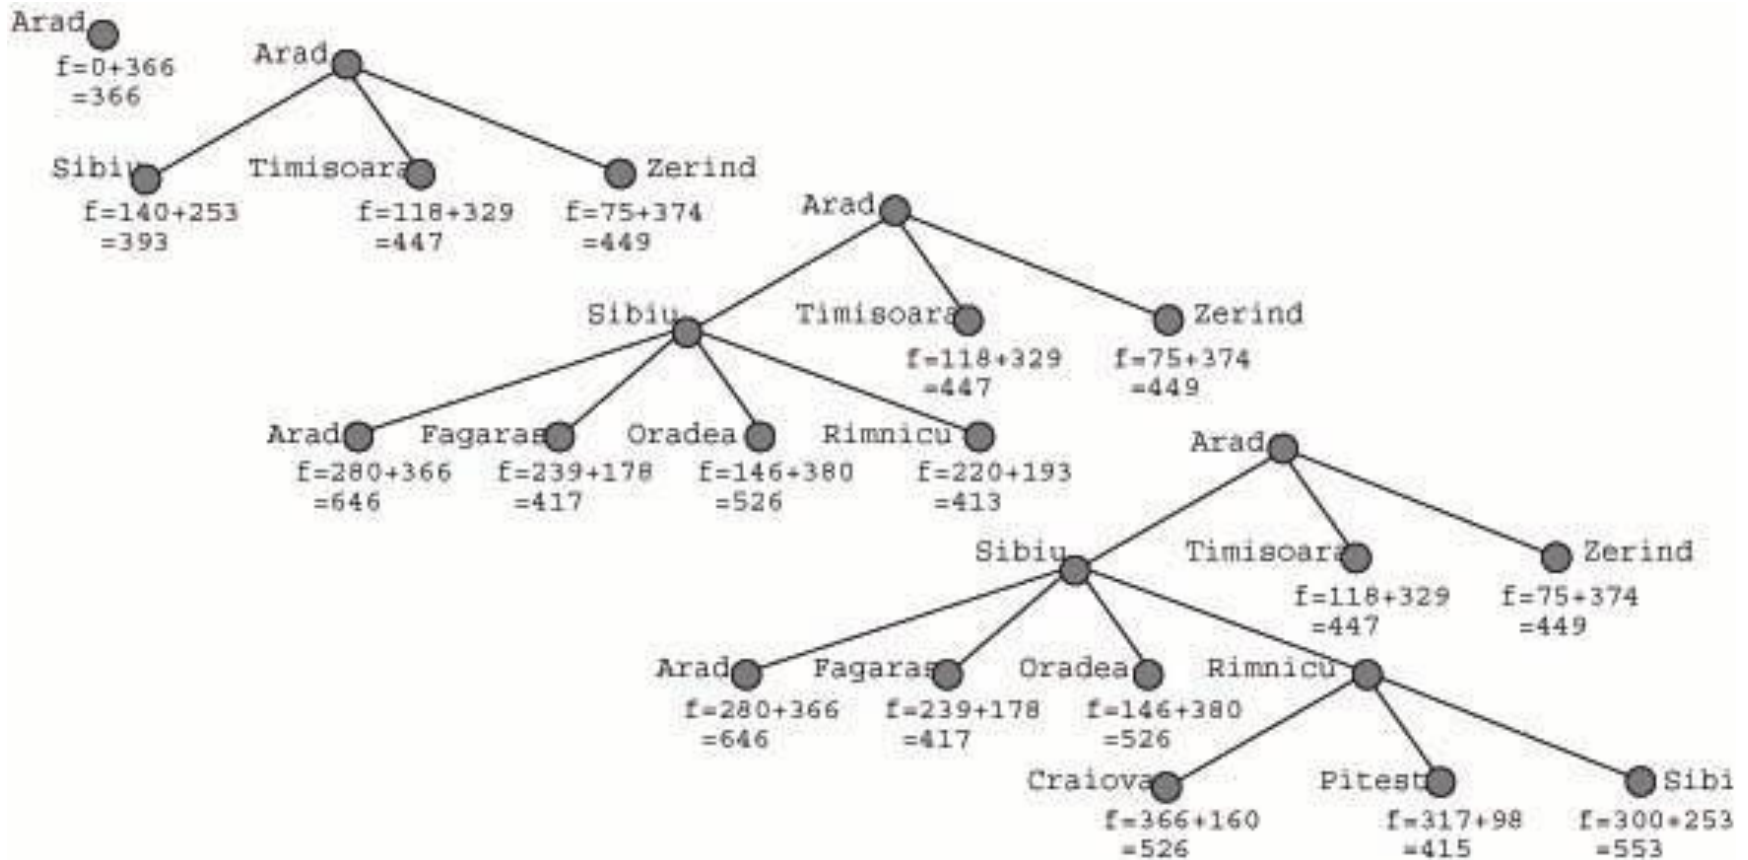 Arad
f=0+366
=366
Arad
Sibiu
Timisoara
Zerind
f=140+253
=393
f=118+329
=447
f=75+374
=449
Arad
Sibiu
Timisoara
Zerind
f=118+329
=447
f=75+374
=449
Arad
Fagaras
Oradea
Rimnicu
f=280+366
=646
f=239+178
=417
f=146+380
=526
f=220+193
=413
Arad
Sibiu
Timisoara
Zerind
f=118+329
=447
f=75+374
=449
Arad
Fagaras
Oradea
Rimnicu
f=280+366
=646
f=239+178
=417
f=146+380
=526
Craiova
Pitest
Sibi
f=366+160
=526
f=317+98
=415
f=300+253
=553